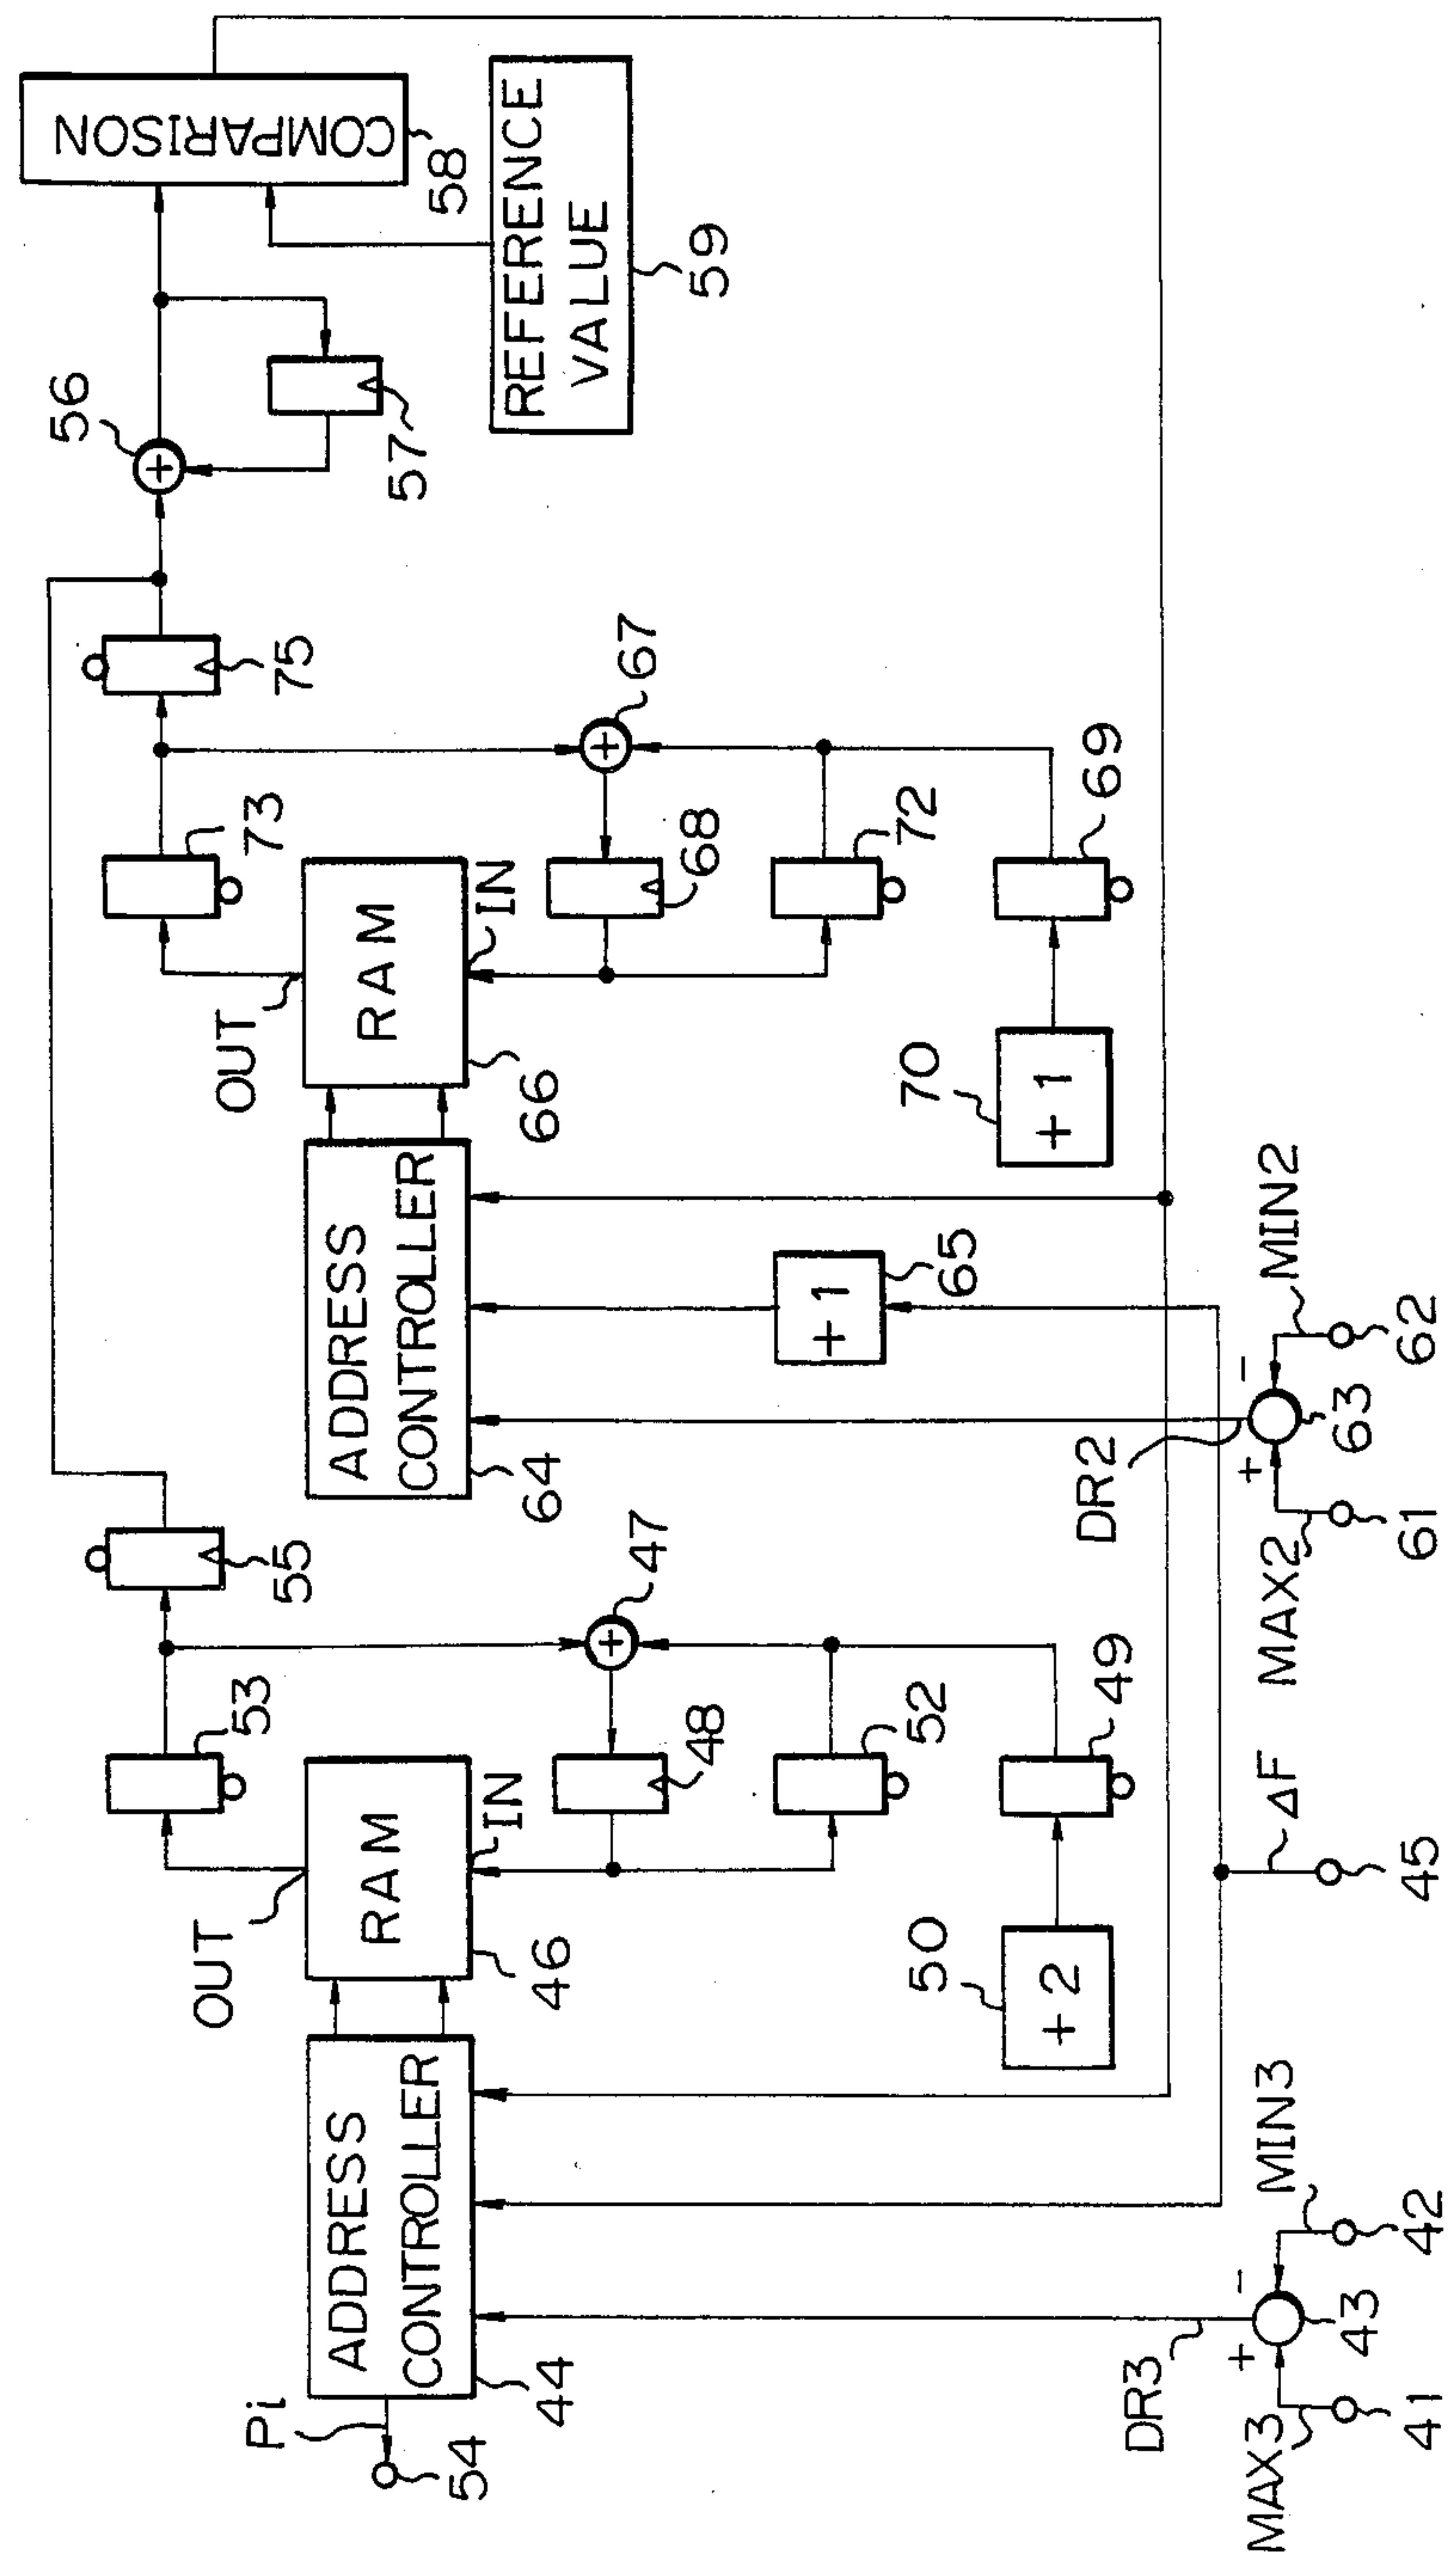 Pi
54
ADDRESS
CONTROLLER
44
OUT
RAM
46
IN
53
55
47
48
52
49
50
+ 2
MAX3
41
+
-
43
MIN3
42
DR3
ΔF
45
ADDRESS
CONTROLLER
64
+ 1
65
OUT
RAM
66
IN
73
75
67
68
72
69
70
+ 1
MAX2
61
+
-
63
MIN2
62
DR2
+
56
57
COMPARISON
58
REFERENCE
VALUE
59
+
+